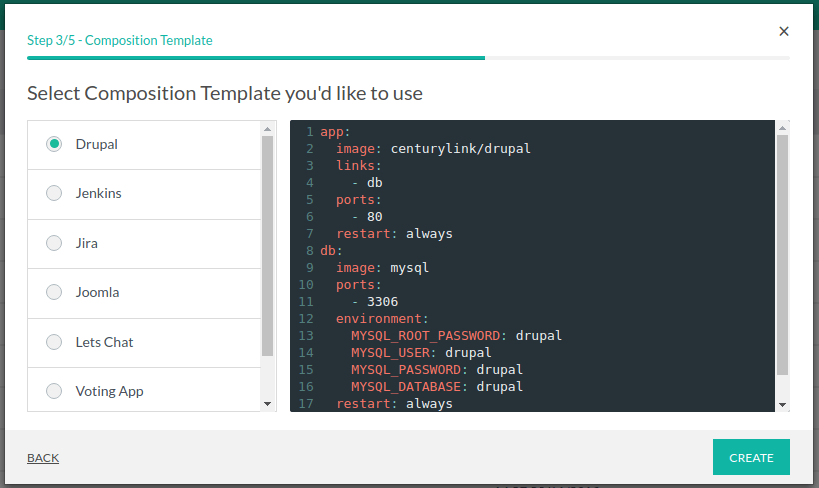 ×
Step 3/5 - Composition Template
Select Composition Template you'd like to use
Drupal
Jenkins
Jira
Joomla
Lets Chat
Voting App
1 app:
2   image: centurylink/drupal
3   links:
4     - db
5   ports:
6     - 80
7   restart: always
8 db:
9   image: mysql
10   ports:
11     - 3306
12   environment:
13     MYSQL_ROOT_PASSWORD: drupal
14     MYSQL_USER: drupal
15     MYSQL_PASSWORD: drupal
16     MYSQL_DATABASE: drupal
17   restart: always
BACK
CREATE